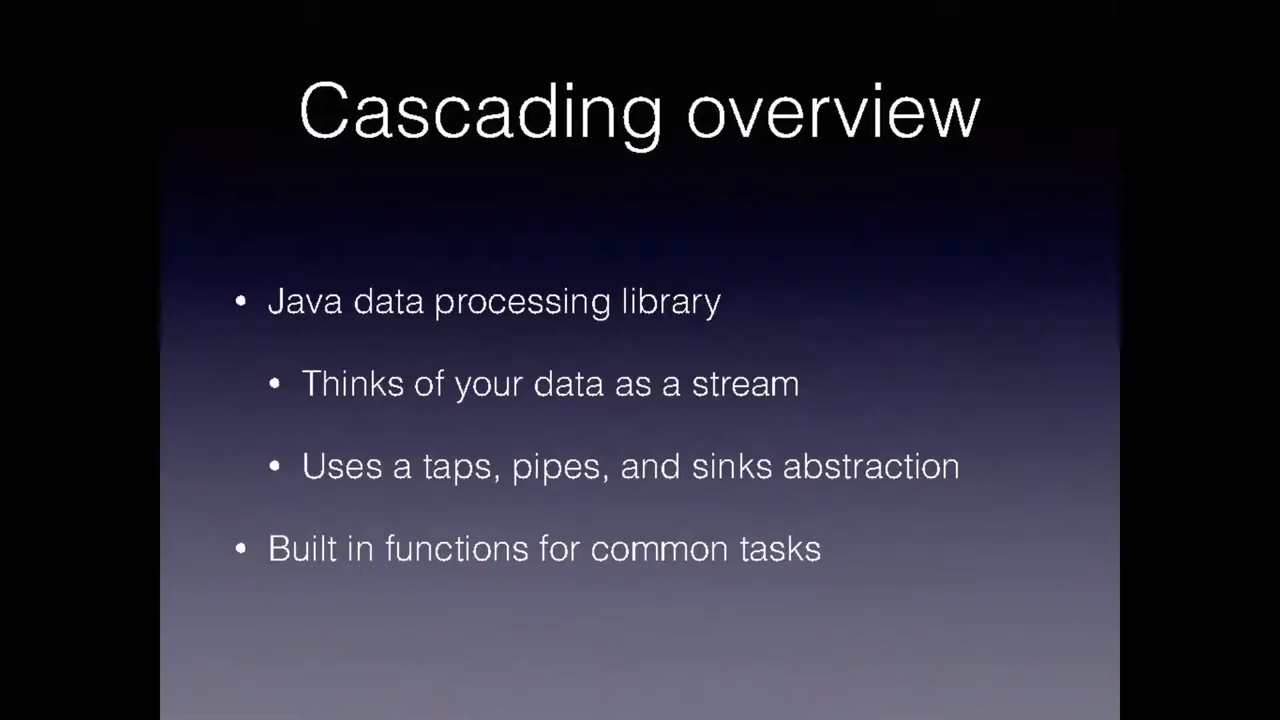 Cascading overview
• Java data processing library
• Thinks of your data as a stream
• Uses a taps, pipes, and sinks abstraction
• Built in functions for common tasks